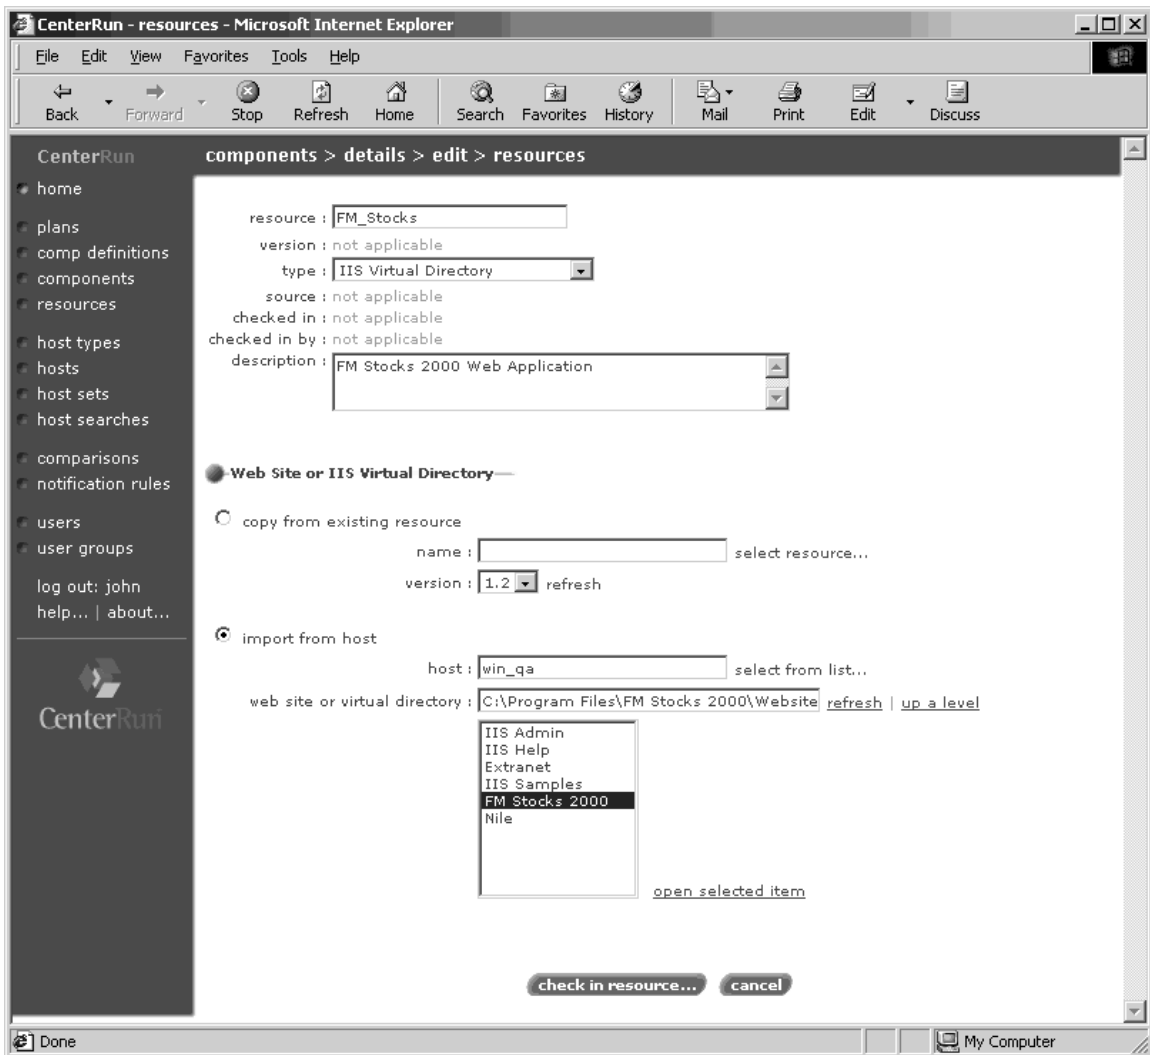 CenterRun - resources - Microsoft Internet Explorer
File Edit View Favorites Tools Help
Back Forward Stop Refresh Home Search Favorites History Mail Print Edit Discuss
CenterRun
components > details > edit > resources
home
plans
comp definitions
components
resources
host types
hosts
host sets
host searches
comparisons
notification rules
users
user groups
log out: john
help... | about...
CenterRun
resource : FM_Stocks
version : not applicable
type : IIS Virtual Directory
source : not applicable
checked in : not applicable
checked in by : not applicable
description : FM Stocks 2000 Web Application
Web Site or IIS Virtual Directory
copy from existing resource
name : select resource...
version : 1.2 refresh
import from host
host : win_qa select from list...
web site or virtual directory : C:\Program Files\FM Stocks 2000\Website refresh | up a level
IIS Admin
IIS Help
Extranet
IIS Samples
FM Stocks 2000
Nile
open selected item
check in resource... cancel
Done My Computer